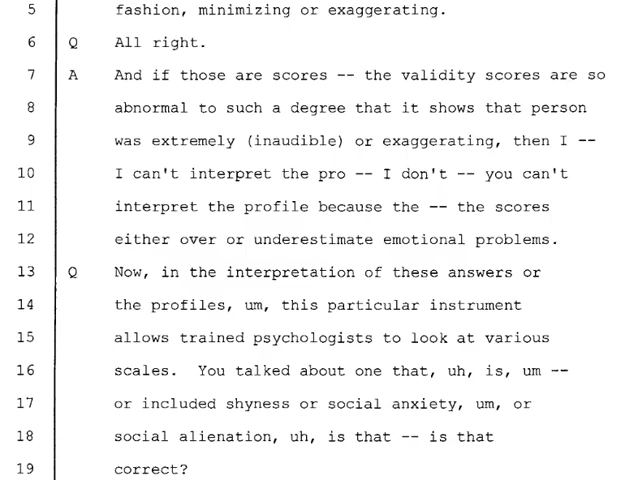 5 fashion, minimizing or exaggerating.
6 Q All right.
7 A And if those are scores -- the validity scores are so
8 abnormal to such a degree that it shows that person
9 was extremely (inaudible) or exaggerating, then I --
10 I can't interpret the pro -- I don't -- you can't
11 interpret the profile because the -- the scores
12 either over or underestimate emotional problems.
13 Q Now, in the interpretation of these answers or
14 the profiles, um, this particular instrument
15 allows trained psychologists to look at various
16 scales. You talked about one that, uh, is, um --
17 or included shyness or social anxiety, um, or
18 social alienation, uh, is that -- is that
19 correct?